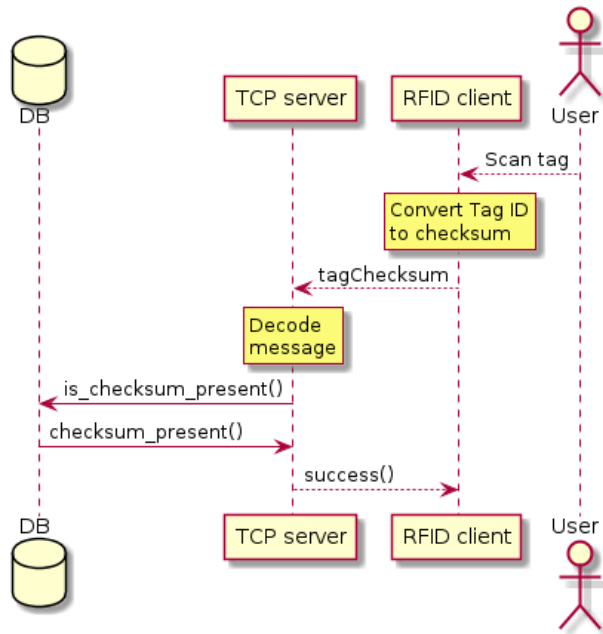 DB
TCP server
RFID client
User
Scan tag
Convert Tag ID
to checksum
tagChecksum
Decode
message
is_checksum_present()
checksum_present()
success()
DB
TCP server
RFID client
User